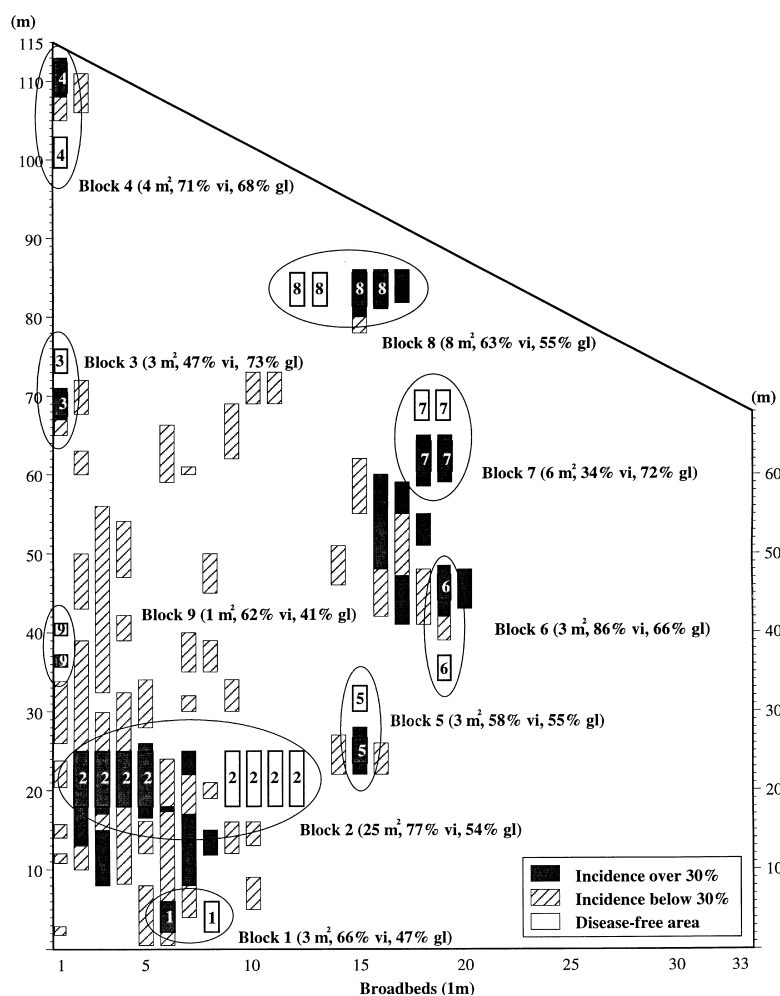 (m)
115
110
4
100
4
Block 4 (4 m², 71% vi, 68% gl)
90
8 8 8 8
80
Block 8 (8 m², 63% vi, 55% gl)
3
Block 3 (3 m², 47% vi, 73% gl)
70
3
(m)
7 7
7 7
60
Block 7 (6 m², 34% vi, 72% gl)
60
50
50
6
Block 9 (1 m², 62% vi, 41% gl)
40
9
Block 6 (3 m², 86% vi, 66% gl)
40
9
6
30
5
Block 5 (3 m², 58% vi, 55% gl)
30
5
2 2 2 2 2 2 2 2
20
Block 2 (25 m², 77% vi, 54% gl)
20
10
10
Incidence over 30%
Incidence below 30%
Disease-free area
1 1
Block 1 (3 m², 66% vi, 47% gl)
1 5 10 15 20 25 30 33
Broadbeds (1m)